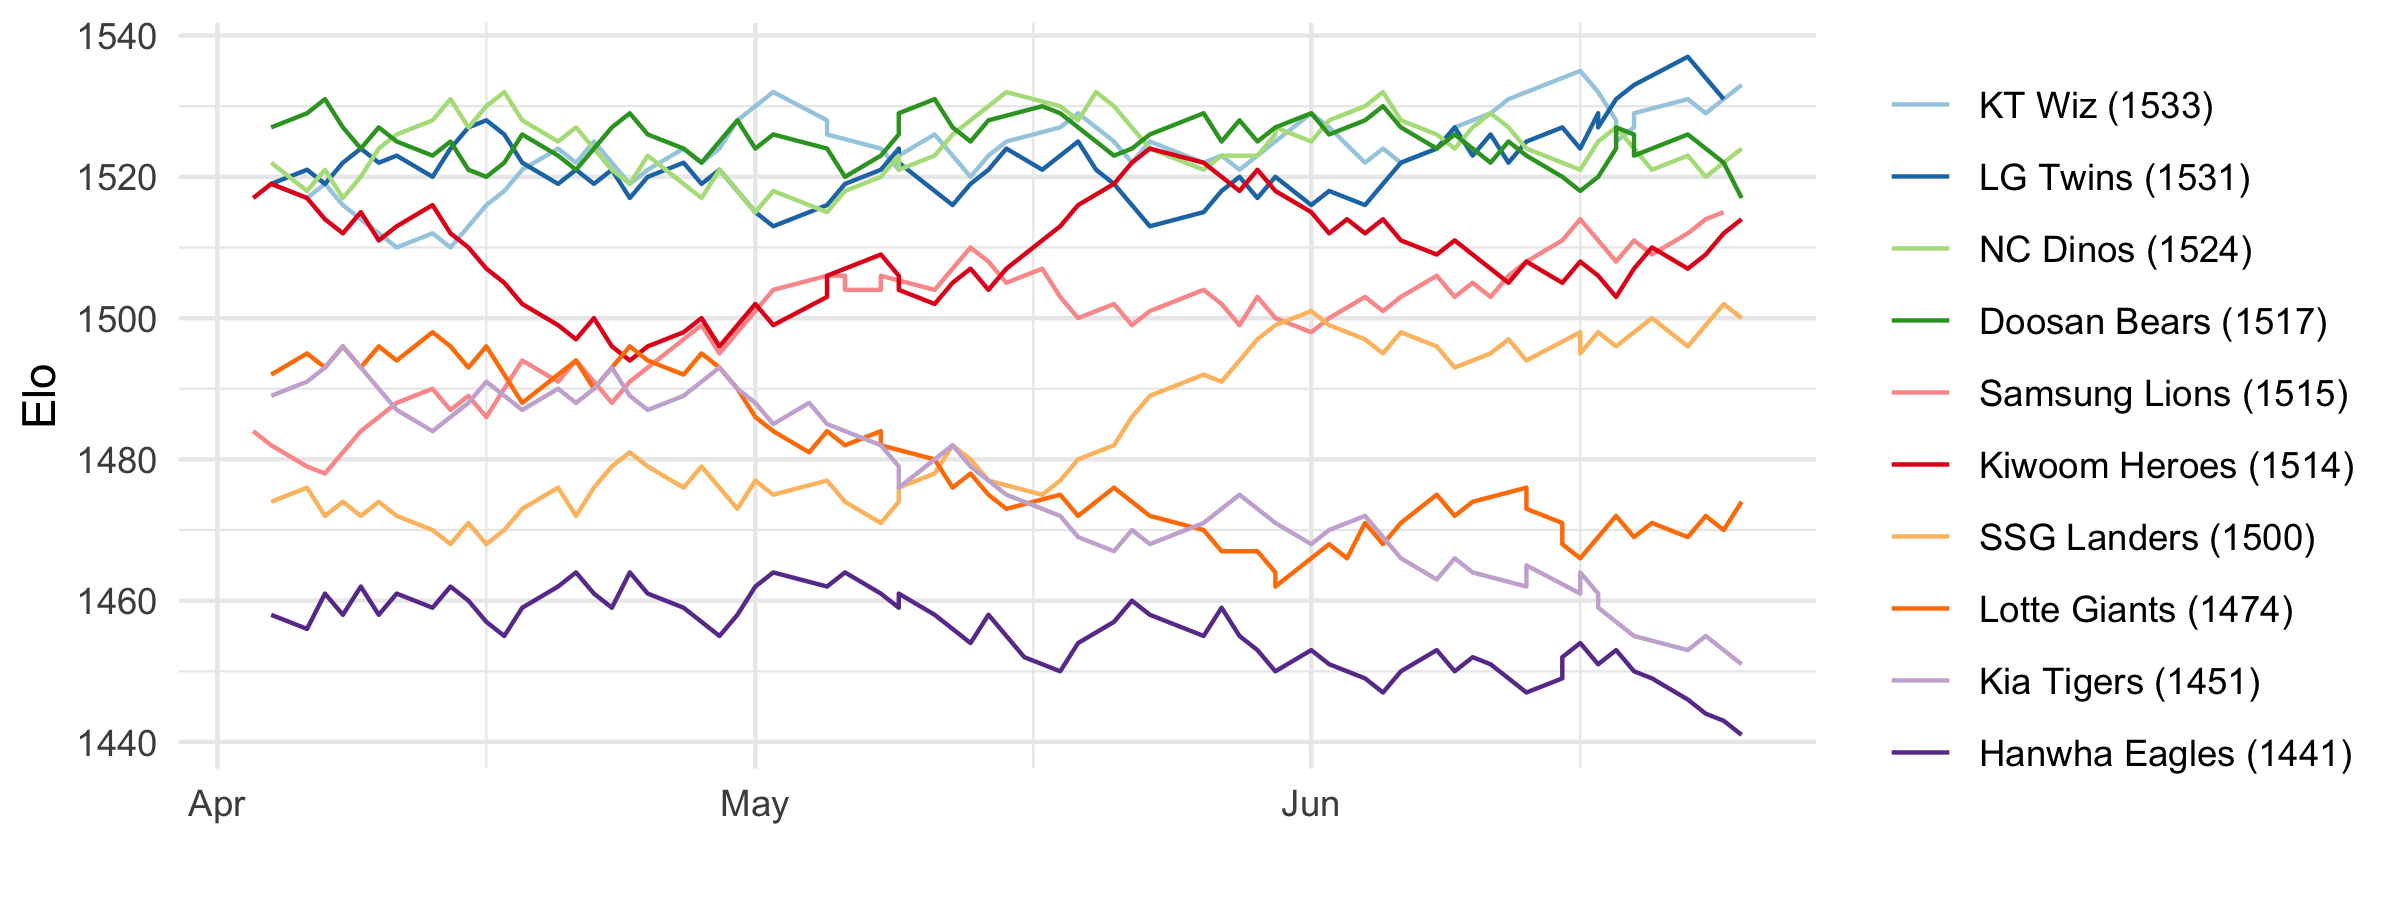 Elo
1540
1520
1500
1480
1460
1440
Apr
May
Jun
KT Wiz (1533)
LG Twins (1531)
NC Dinos (1524)
Doosan Bears (1517)
Samsung Lions (1515)
Kiwoom Heroes (1514)
SSG Landers (1500)
Lotte Giants (1474)
Kia Tigers (1451)
Hanwha Eagles (1441)